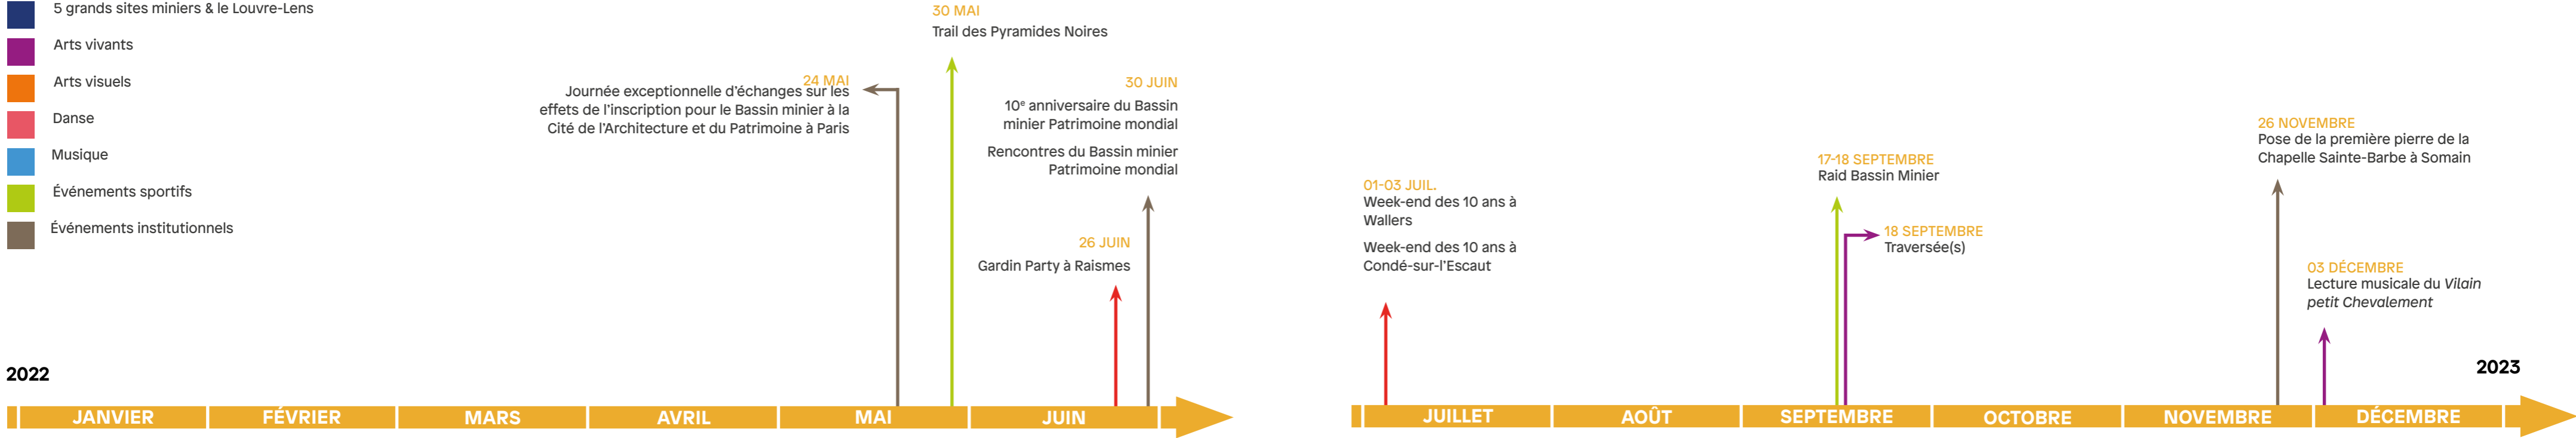 5 grands sites miniers & le Louvre-Lens
Arts vivants
Arts visuels
Danse
Musique
Événements sportifs
Événements institutionnels
24 MAI
Journée exceptionnelle d'échanges sur les
effets de l'inscription pour le Bassin minier à la
Cité de l'Architecture et du Patrimoine à Paris
30 MAI
Trail des Pyramides Noires
30 JUIN
10e anniversaire du Bassin
minier Patrimoine mondial
Rencontres du Bassin minier
Patrimoine mondial
26 JUIN
Gardin Party à Raismes
01-03 JUIL.
Week-end des 10 ans à
Wallers
Week-end des 10 ans à
Condé-sur-l'Escaut
17-18 SEPTEMBRE
Raid Bassin Minier
18 SEPTEMBRE
Traversée(s)
26 NOVEMBRE
Pose de la première pierre de la
Chapelle Sainte-Barbe à Somain
03 DÉCEMBRE
Lecture musicale du Vilain
petit Chevalement
2022
2023
JANVIER
FÉVRIER
MARS
AVRIL
MAI
JUIN
JUILLET
AOÛT
SEPTEMBRE
OCTOBRE
NOVEMBRE
DÉCEMBRE